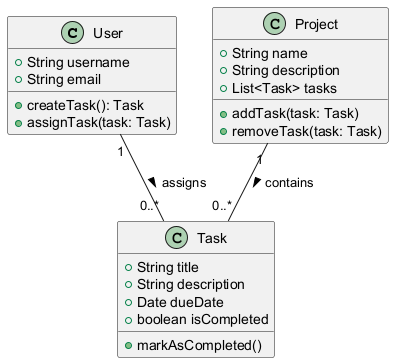 C User
String username
String email
createTask(): Task
assignTask(task: Task)
C Project
String name
String description
List<Task> tasks
addTask(task: Task)
removeTask(task: Task)
1
assigns
0..*
1
contains
0..*
C Task
String title
String description
Date dueDate
boolean isCompleted
markAsCompleted()